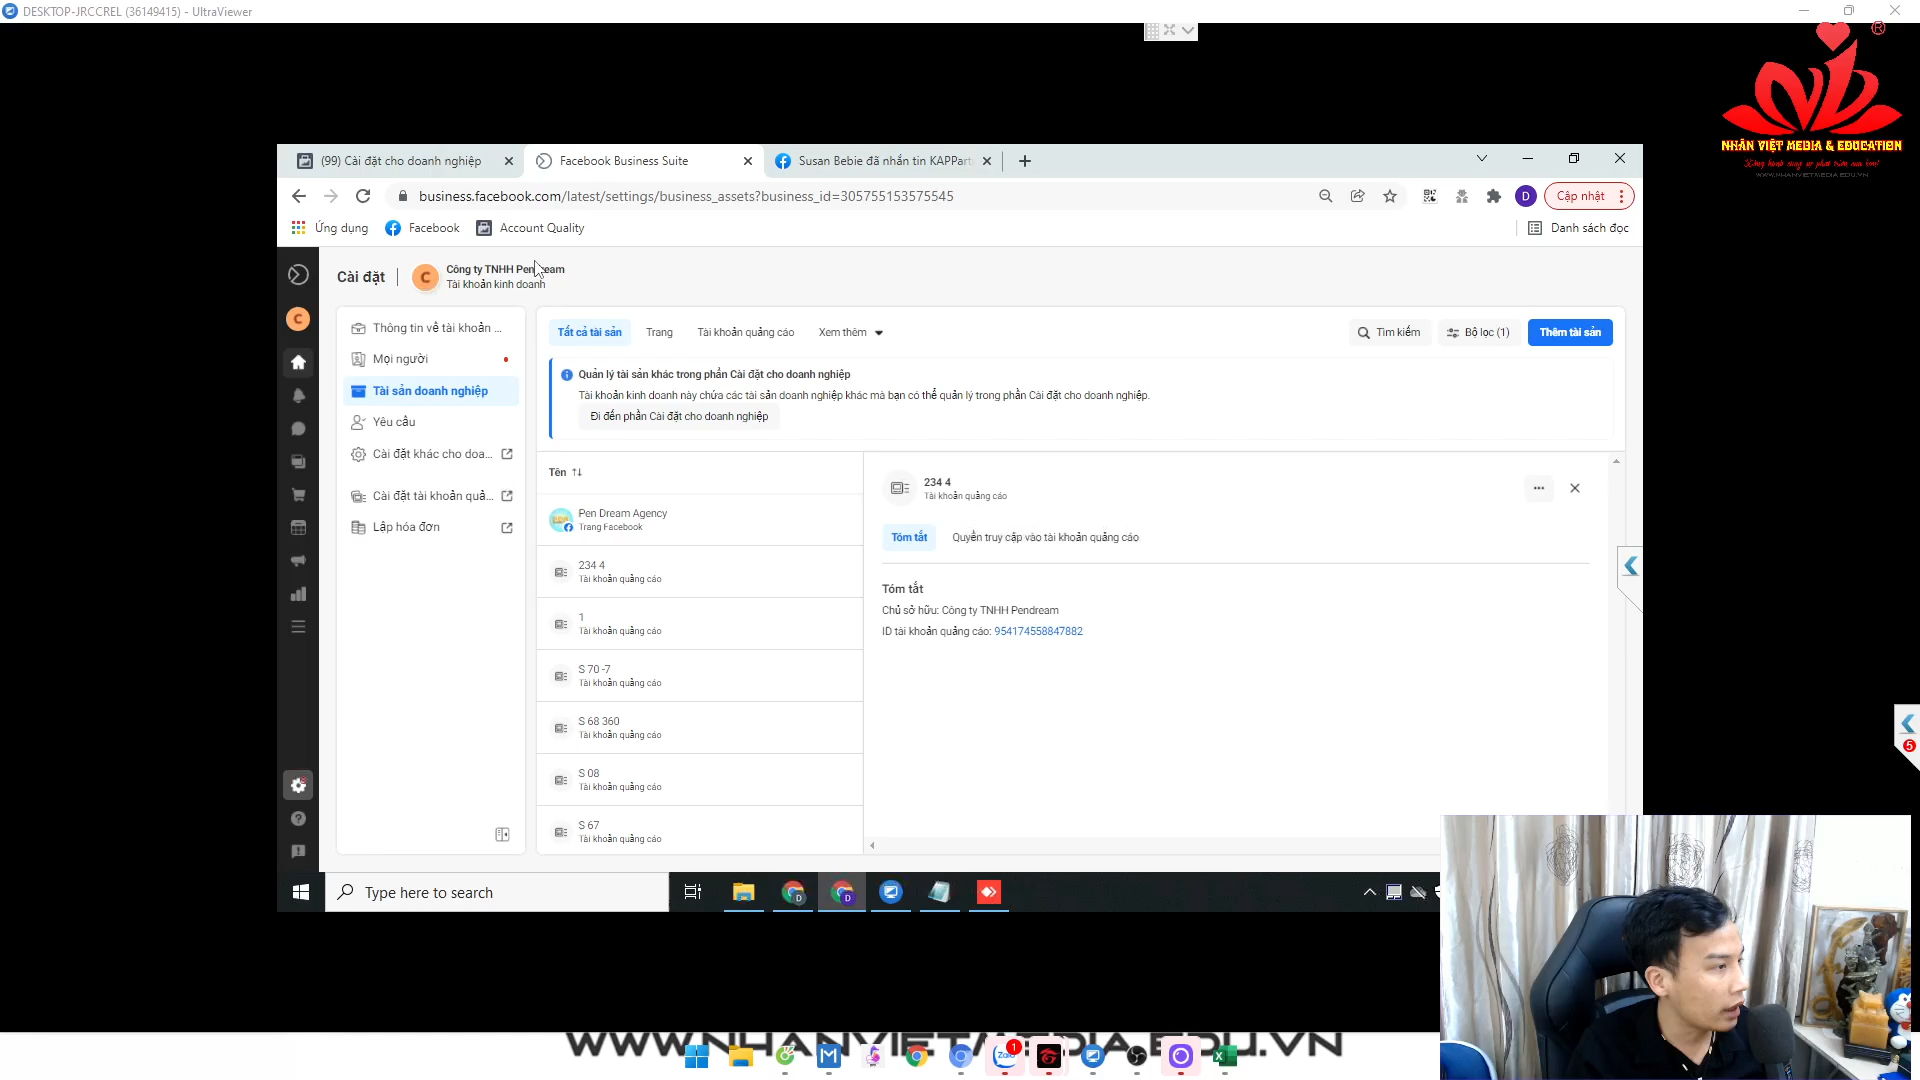 DESKTOP-JRCCREL (36149415) - UltraViewer
®
NHÂN VIỆT MEDIA & EDUCATION
WWW.NHANVIETMEDIA.EDU.VN
(99) Cài đặt cho doanh nghiệp
Facebook Business Suite
Susan Bebie đã nhắn tin KAPPart
business.facebook.com/latest/settings/business_assets?business_id=305755153575545
D
Cập nhật
Ứng dụng
Facebook
Account Quality
Danh sách đọc
Cài đặt
C
Công ty TNHH Pendream
Tài khoản kinh doanh
C
Thông tin về tài khoản ...
Mọi người
Tài sản doanh nghiệp
Yêu cầu
Cài đặt khác cho doa...
Cài đặt tài khoản quả...
Lập hóa đơn
Tất cả tài sản
Trang
Tài khoản quảng cáo
Xem thêm
Tìm kiếm
Bộ lọc (1)
Thêm tài sản
Quản lý tài sản khác trong phần Cài đặt cho doanh nghiệp
Tài khoản kinh doanh này chứa các tài sản doanh nghiệp khác mà bạn có thể quản lý trong phần Cài đặt cho doanh nghiệp.
Đi đến phần Cài đặt cho doanh nghiệp
Tên
Pen Dream Agency
Trang Facebook
234 4
Tài khoản quảng cáo
1
Tài khoản quảng cáo
S 70 -7
Tài khoản quảng cáo
S 68 360
Tài khoản quảng cáo
S 08
Tài khoản quảng cáo
S 67
Tài khoản quảng cáo
234 4
Tài khoản quảng cáo
Tóm tắt
Quyền truy cập vào tài khoản quảng cáo
Tóm tắt
Chủ sở hữu: Công ty TNHH Pendream
ID tài khoản quảng cáo: 954174558847882
5
Type here to search
WWW.NHANVIETMEDIA.EDU.VN
Zalo
1